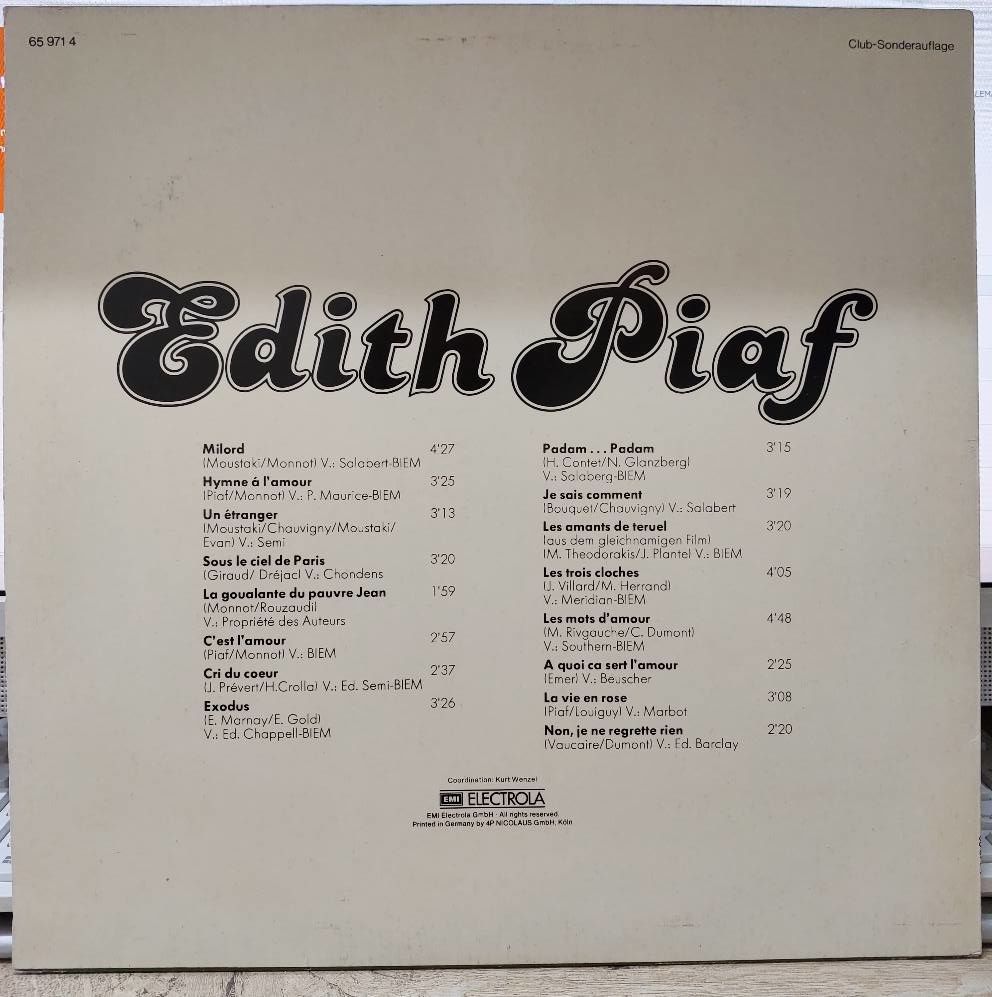 65 971 4
Club-Sonderauflage
Edith Piaf
Milord 4'27
(Moustaki/Monnot) V.: Salabert-BIEM
Hymne á l'amour 3'25
(Piaf/Monnot) V.: P. Maurice-BIEM
Un étranger 3'13
(Moustaki/Chauvigny/Moustaki/
Evan) V.: Semi
Sous le ciel de Paris 3'20
(Giraud/ Dréjac) V.: Chondens
La goualante du pauvre Jean 1'59
(Monnot/Rouzaudi)
V.: Propriété des Auteurs
C'est l'amour 2'57
(Piaf/Monnot) V.: BIEM
Cri du coeur 2'37
(J. Prévert/H.Crolla) V.: Ed. Semi-BIEM
Exodus 3'26
(E. Marnay/E. Gold)
V.: Ed. Chappell-BIEM
Padam . . . Padam 3'15
(H. Contet/N. Glanzberg)
V.: Salaberg-BIEM
Je sais comment 3'19
(Bouquet/Chauvigny) V.: Salabert
Les amants de teruel 3'20
(aus dem gleichnamigen Film)
(M. Theodorakis/J. Plante) V.: BIEM
Les trois cloches 4'05
(J. Villard/M. Herrand)
V.: Meridian-BIEM
Les mots d'amour 4'48
(M. Rivgauche/C. Dumont)
V.: Southern-BIEM
A quoi ca sert l'amour 2'25
(Emer) V.: Beuscher
La vie en rose 3'08
(Piaf/Louiguy) V.: Marbot
Non, je ne regrette rien 2'20
(Vaucaire/Dumont) V.: Ed. Barclay
Coordination: Kurt Wenzel
EMI ELECTROLA
EMI Electrola GmbH · All rights reserved.
Printed in Germany by 4P NICOLAUS GmbH, Köln